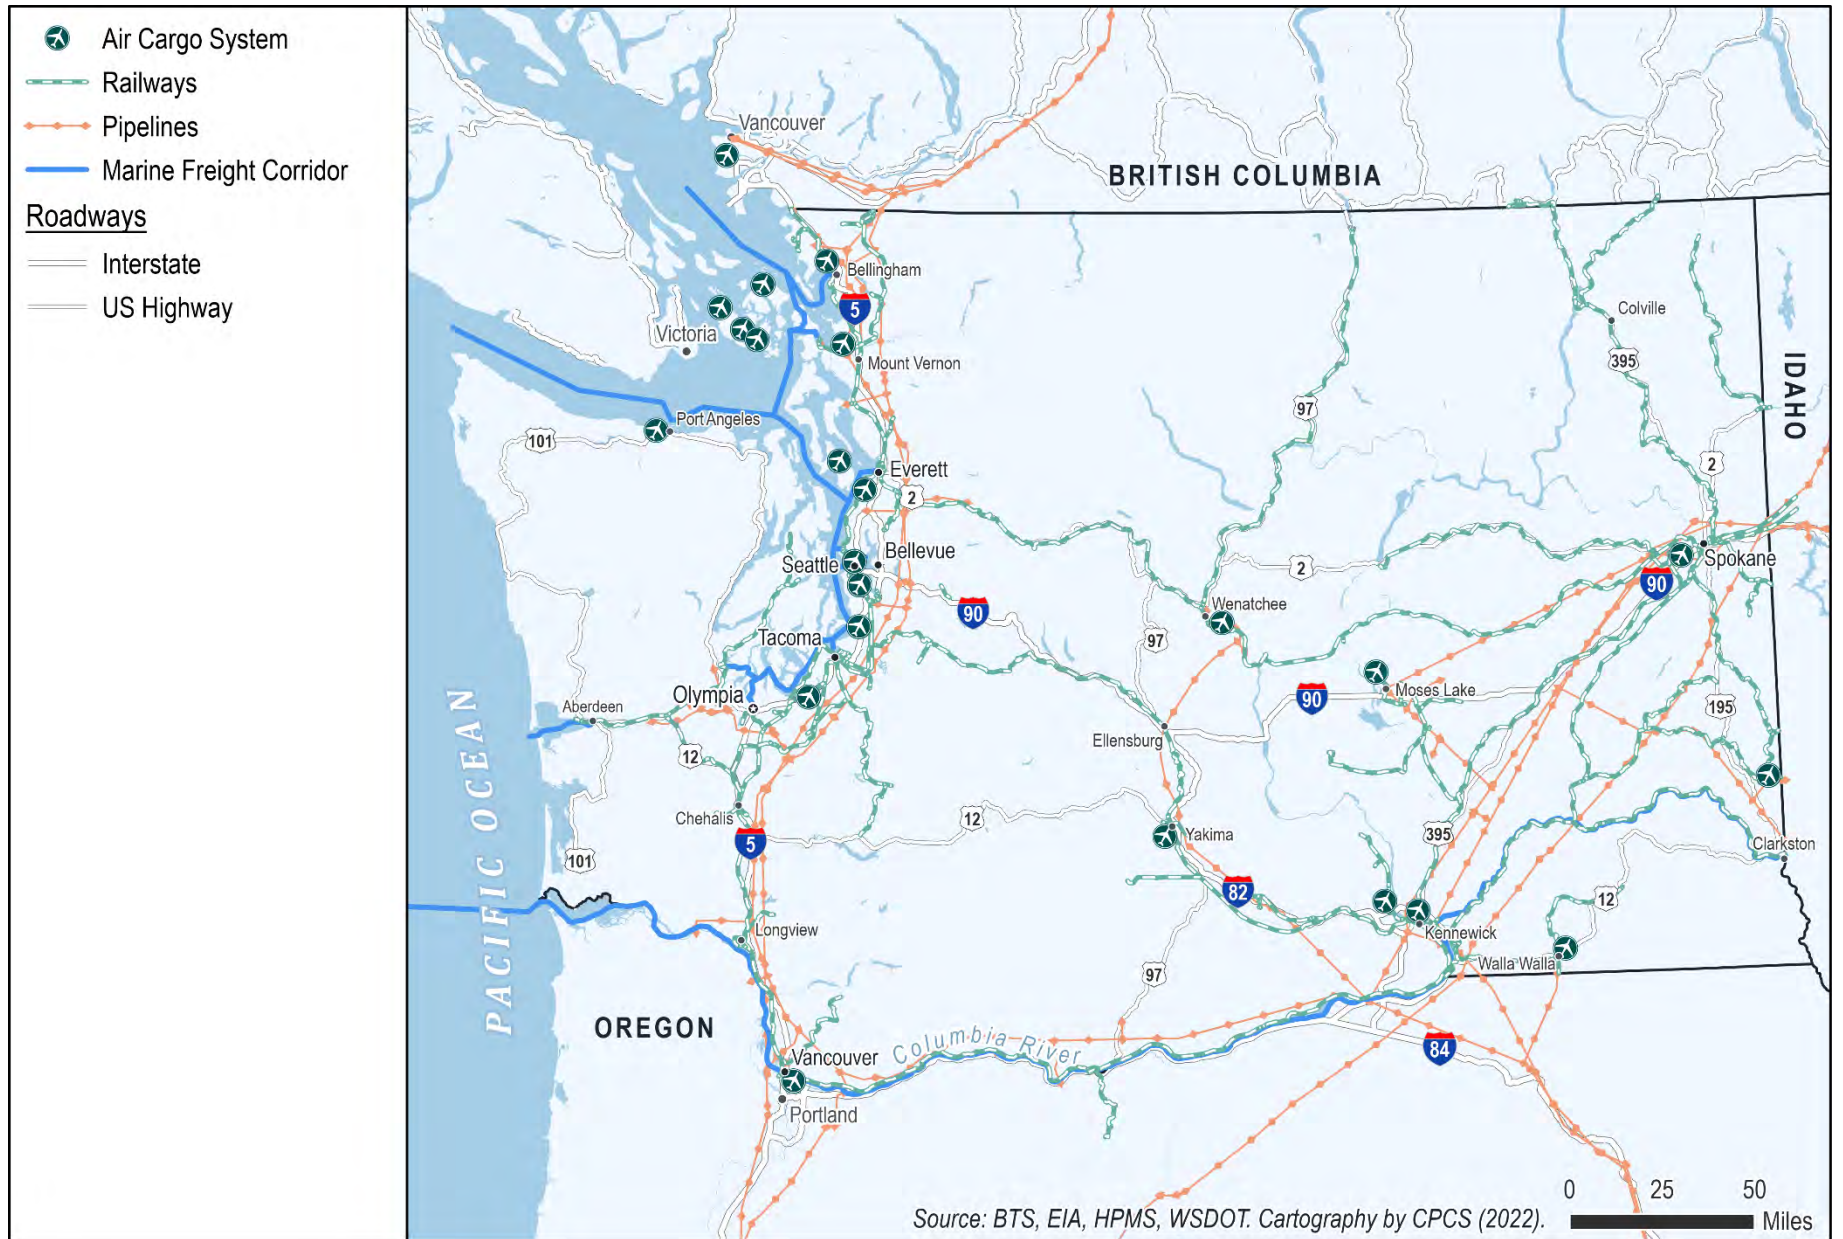 Air Cargo System
Railways
Pipelines
Marine Freight Corridor
Roadways
Interstate
US Highway
Vancouver
BRITISH COLUMBIA
Bellingham
5
Colville
Victoria
Mount Vernon
395
IDAHO
97
Port Angeles
101
Everett
2
2
Bellevue
Seattle
2
Spokane
90
90
Wenatchee
97
Tacoma
Moses Lake
90
Olympia
195
Aberdeen
PACIFIC OCEAN
Ellensburg
12
Chehalis
12
395
Yakima
5
Clarkston
101
82
12
Longview
Kennewick
Walla Walla
97
OREGON
Columbia River
84
Vancouver
Portland
0 25 50
Miles
Source: BTS, EIA, HPMS, WSDOT. Cartography by CPCS (2022).